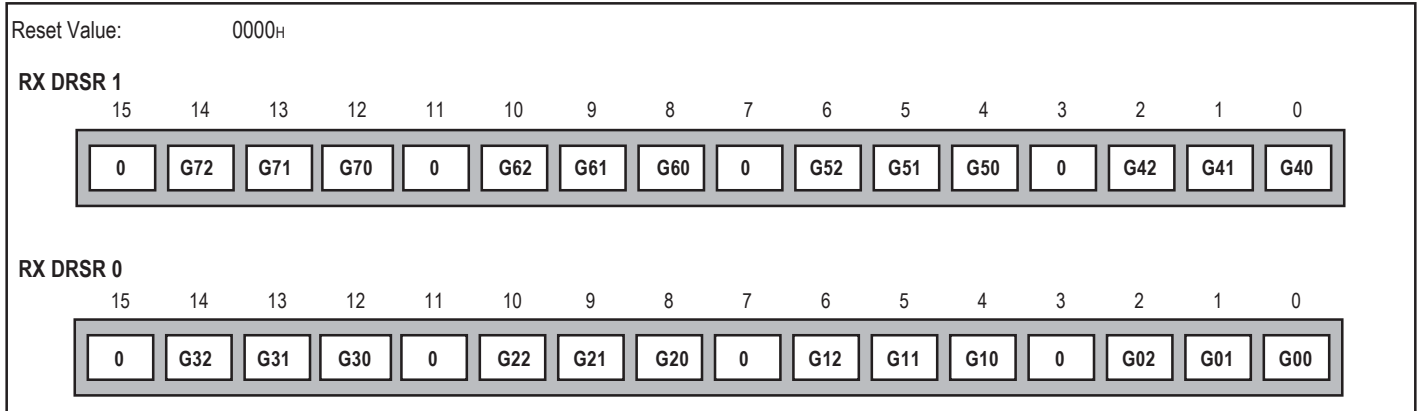 Reset Value: 0000H
RX DRSR 1
15 14 13 12 11 10 9 8 7 6 5 4 3 2 1 0
0 G72 G71 G70 0 G62 G61 G60 0 G52 G51 G50 0 G42 G41 G40
RX DRSR 0
15 14 13 12 11 10 9 8 7 6 5 4 3 2 1 0
0 G32 G31 G30 0 G22 G21 G20 0 G12 G11 G10 0 G02 G01 G00